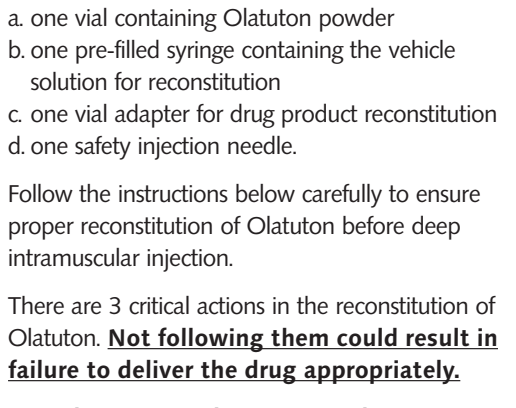 a. one vial containing Olatuton powder
b. one pre-filled syringe containing the vehicle
solution for reconstitution
c. one vial adapter for drug product reconstitution
d. one safety injection needle.
Follow the instructions below carefully to ensure
proper reconstitution of Olatuton before deep
intramuscular injection.
There are 3 critical actions in the reconstitution of
Olatuton. Not following them could result in
failure to deliver the drug appropriately.